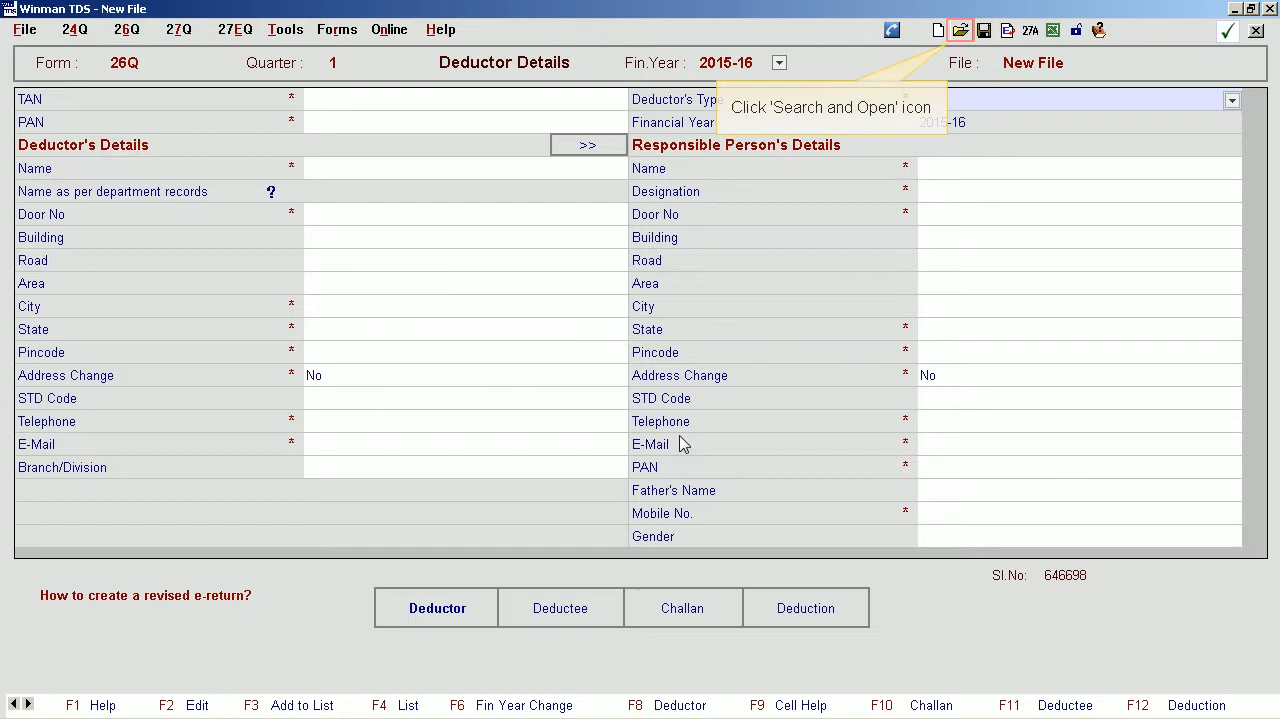 Winman TDS - New File
File 24Q 26Q 27Q 27EQ Tools Forms Online Help 27A
Form : 26Q Quarter : 1 Deductor Details Fin.Year : 2015-16 File : New File
Click 'Search and Open' icon
TAN * Deductor's Type *
PAN * Financial Year 2015-16
Deductor's Details >> Responsible Person's Details
Name * Name *
Name as per department records ? Designation *
Door No * Door No *
Building Building
Road Road
Area Area
City * City
State * State *
Pincode * Pincode *
Address Change * No Address Change * No
STD Code STD Code
Telephone * Telephone *
E-Mail * E-Mail *
Branch/Division PAN *
Father's Name
Mobile No. *
Gender
Sl.No: 646698
How to create a revised e-return?
Deductor Deductee Challan Deduction
F1 Help F2 Edit F3 Add to List F4 List F6 Fin Year Change F8 Deductor F9 Cell Help F10 Challan F11 Deductee F12 Deduction